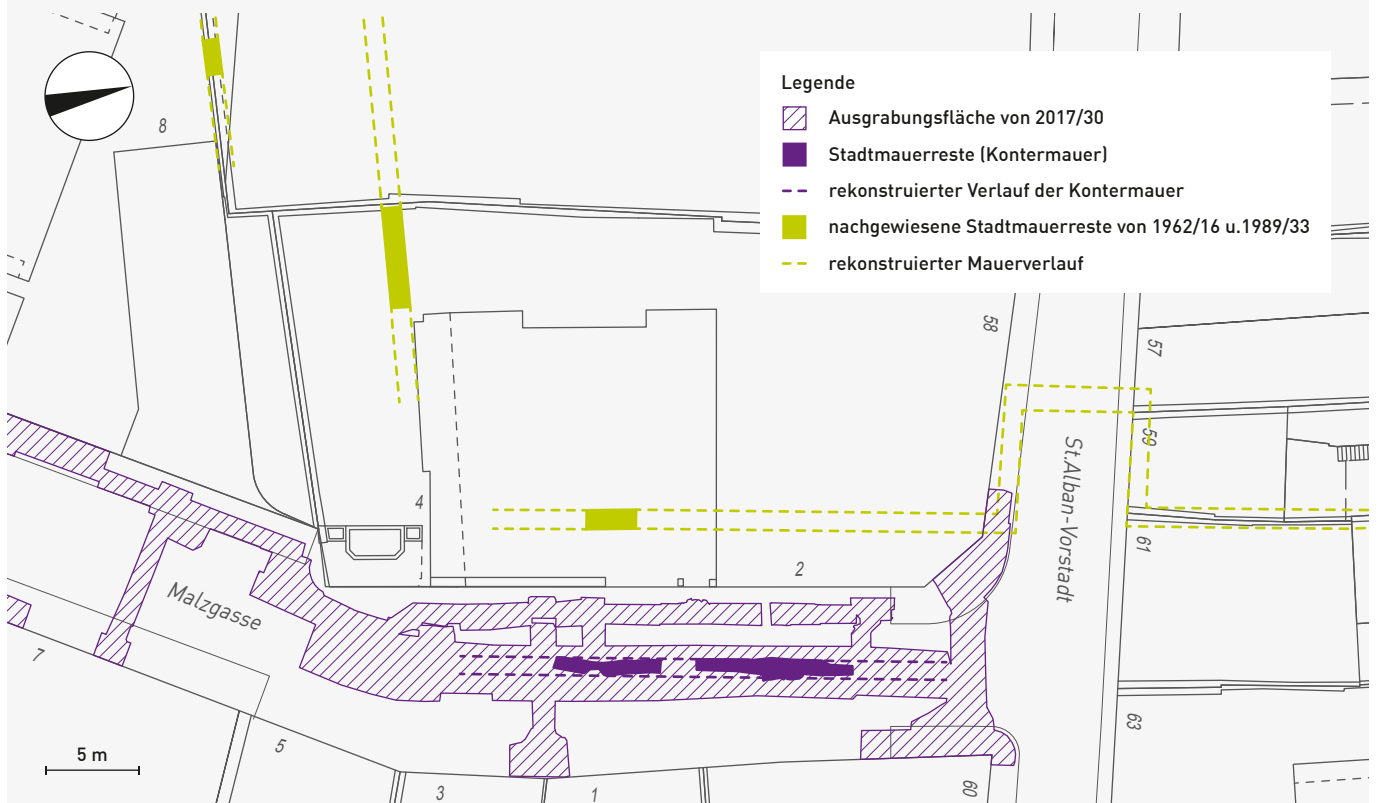 Legende
Ausgrabungsfläche von 2017/30
Stadtmauerreste (Kontermauer)
rekonstruierter Verlauf der Kontermauer
nachgewiesene Stadtmauerreste von 1962/16 u.1989/33
rekonstruierter Mauerverlauf
8
58
57
59
4
St.Alban-Vorstadt
61
2
Malzgasse
7
63
5
5 m
3
1
60